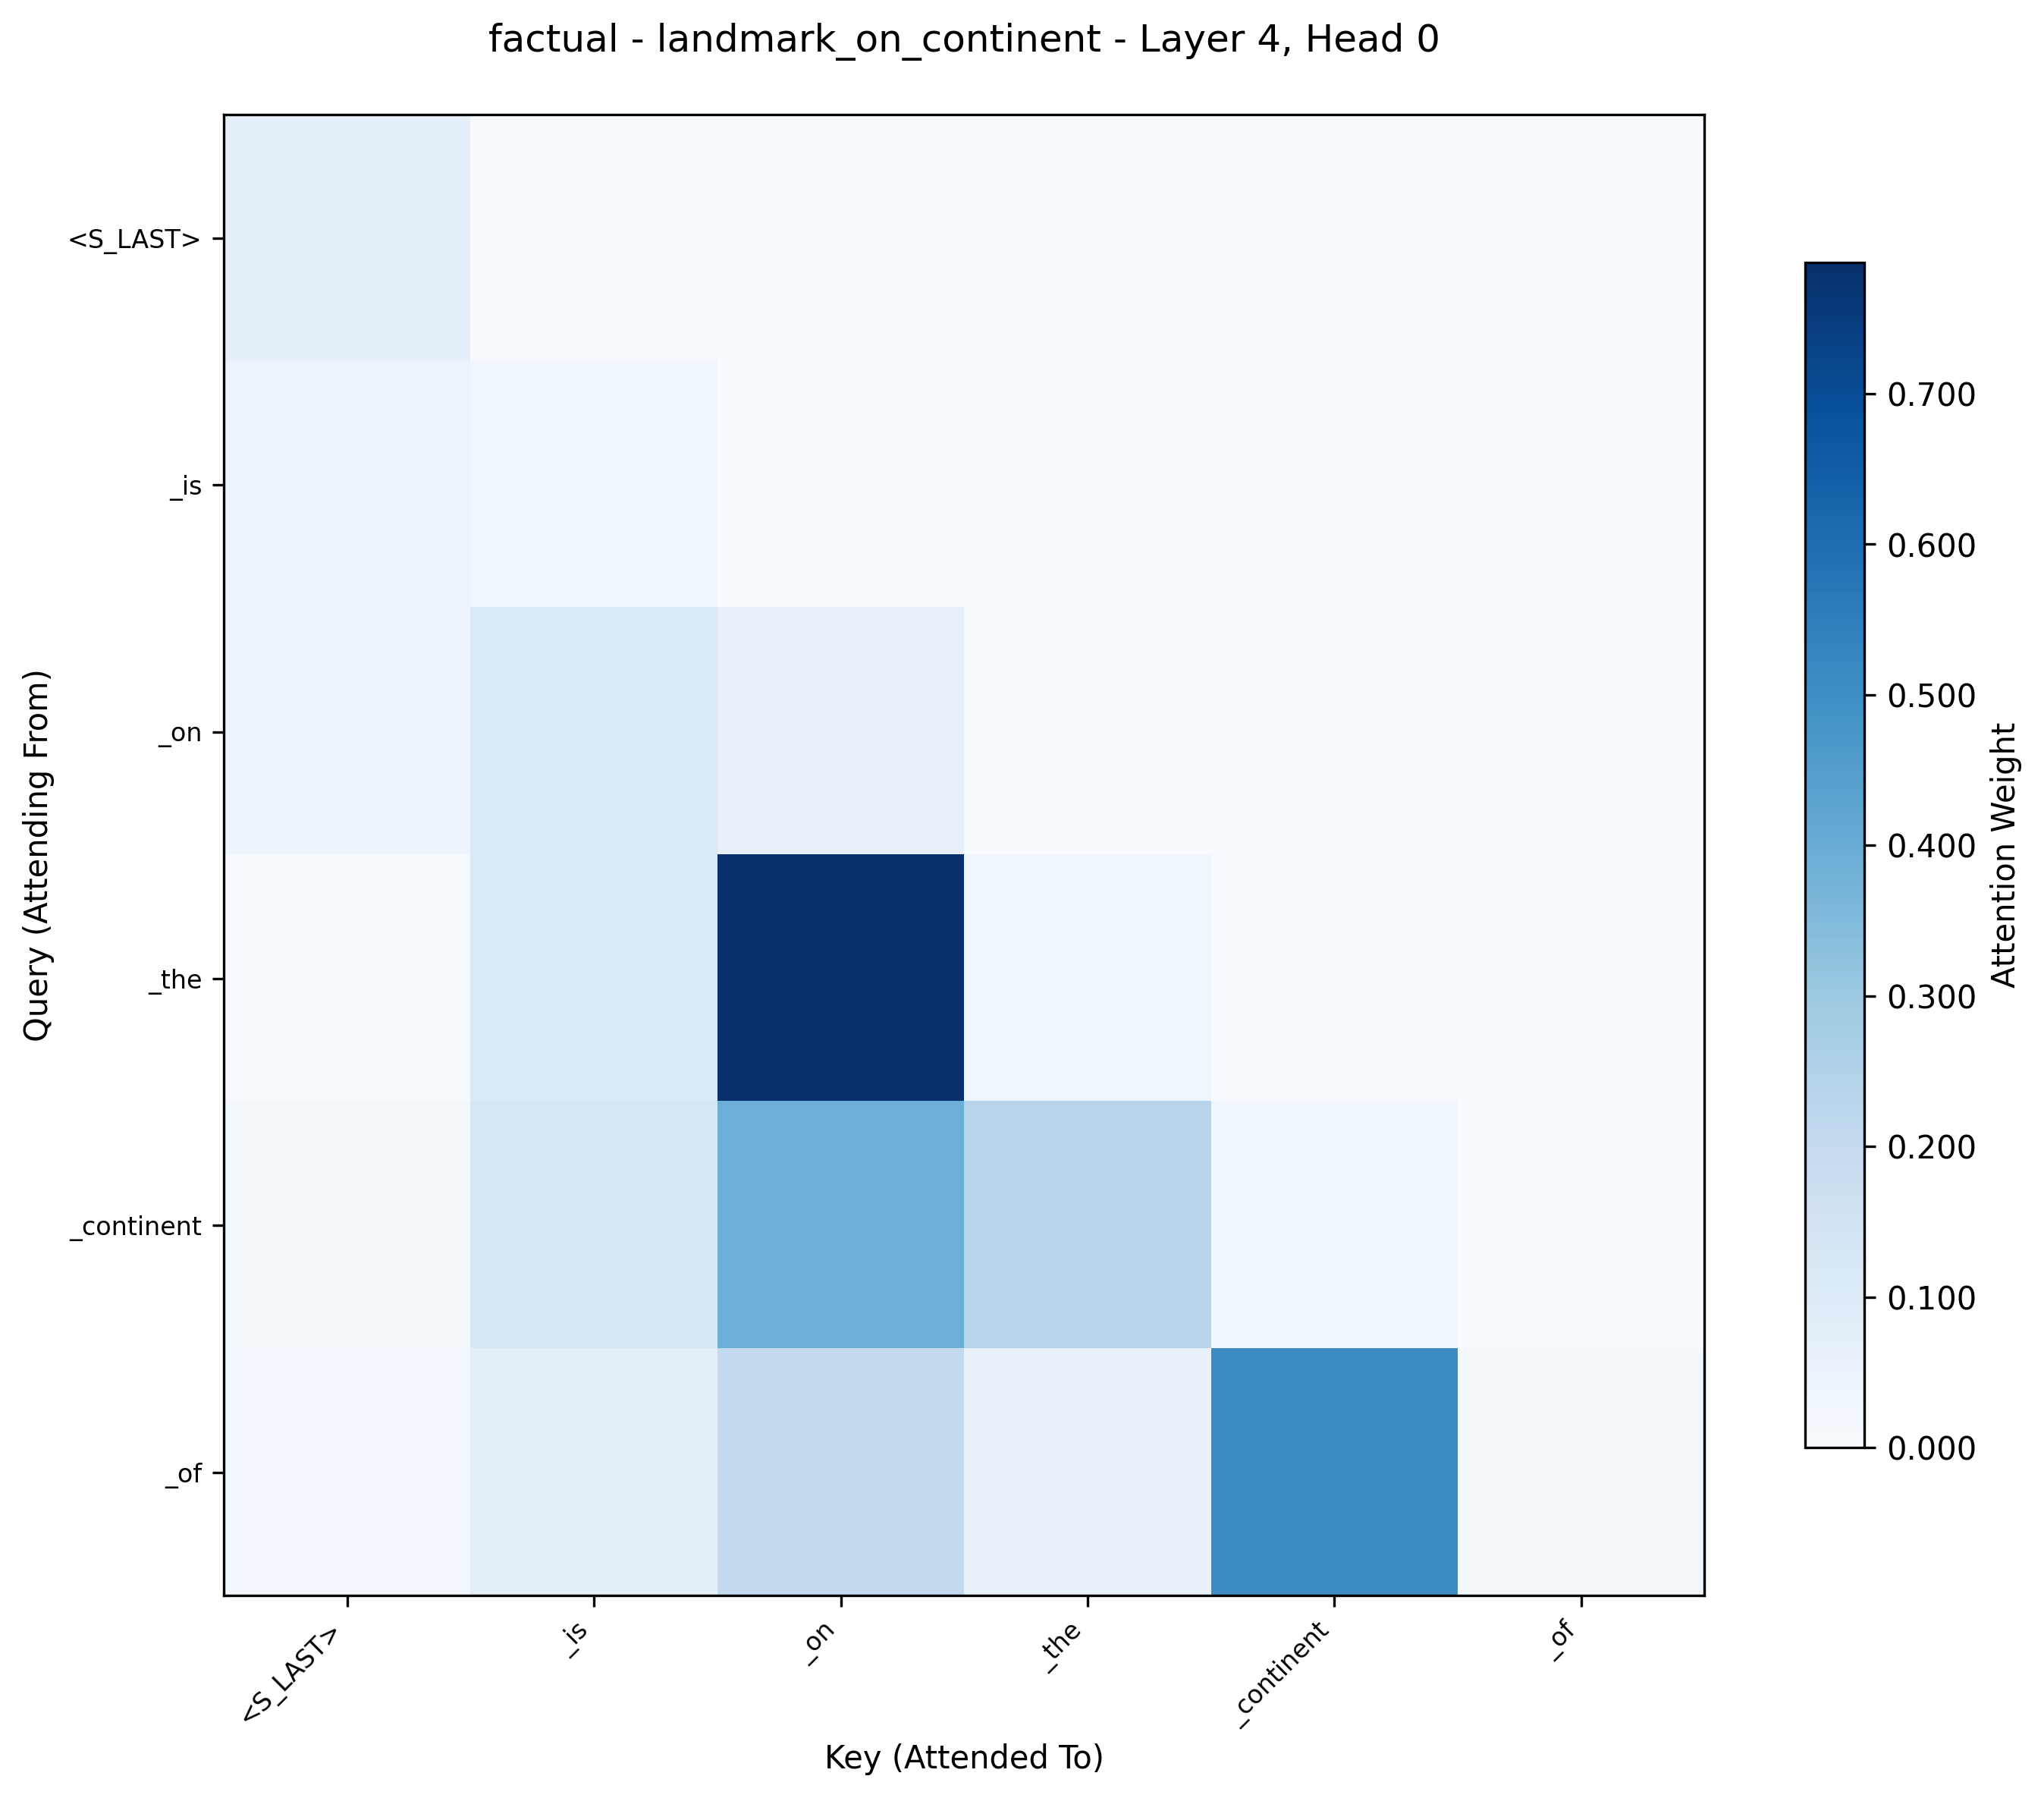 factual - landmark_on_continent - Layer 4, Head 0
<S_LAST>
_is
_on
_the
_continent
_of
Query (Attending From)
<S_LAST>
_is
_on
_the
_continent
_of
Key (Attended To)
0.700
0.600
0.500
0.400
0.300
0.200
0.100
0.000
Attention Weight